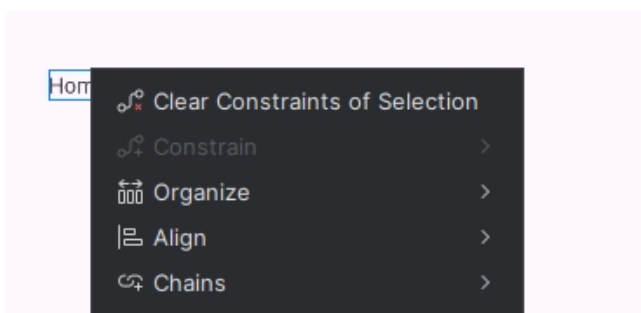 Hom
Clear Constraints of Selection
Constrain
Organize
Align
Chains